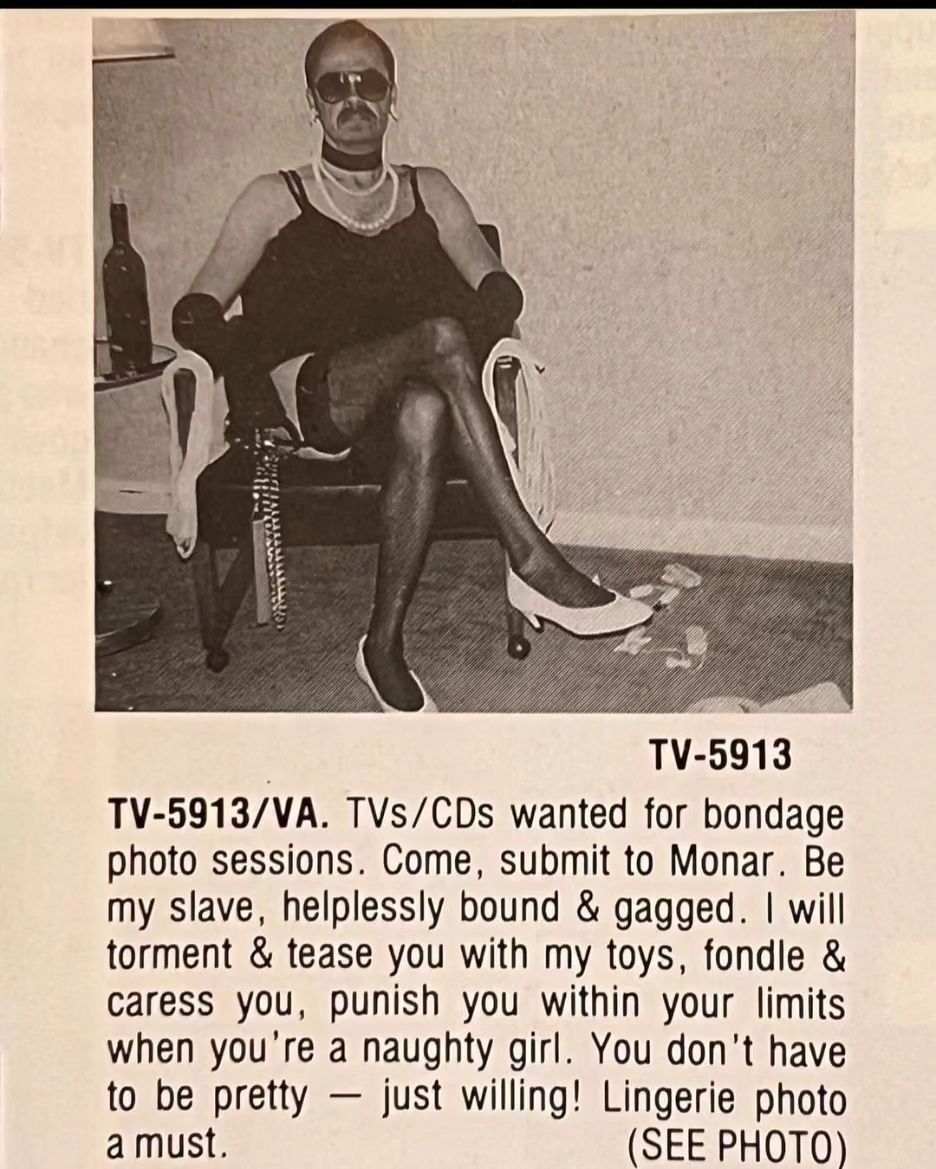 TV-5913
TV-5913/VA. TVs/CDs wanted for bondage
photo sessions. Come, submit to Monar. Be
my slave, helplessly bound & gagged. I will
torment & tease you with my toys, fondle &
caress you, punish you within your limits
when you're a naughty girl. You don't have
to be pretty — just willing! Lingerie photo
a must. (SEE PHOTO)